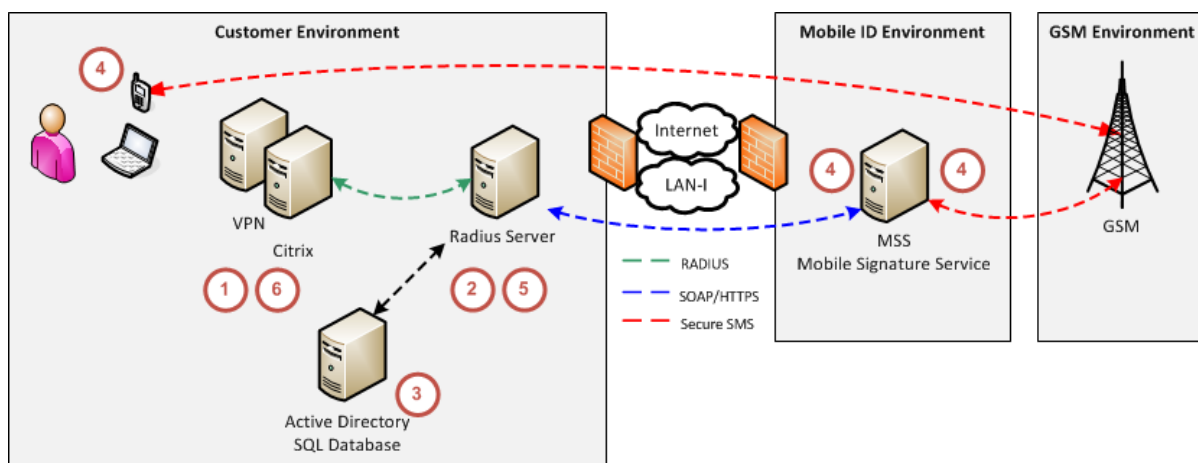 Customer Environment
Mobile ID Environment
GSM Environment
4
Internet
LAN-I
4
4
VPN
Citrix
Radius Server
MSS
Mobile Signature Service
GSM
1
6
2
5
RADIUS
SOAP/HTTPS
Secure SMS
3
Active Directory
SQL Database